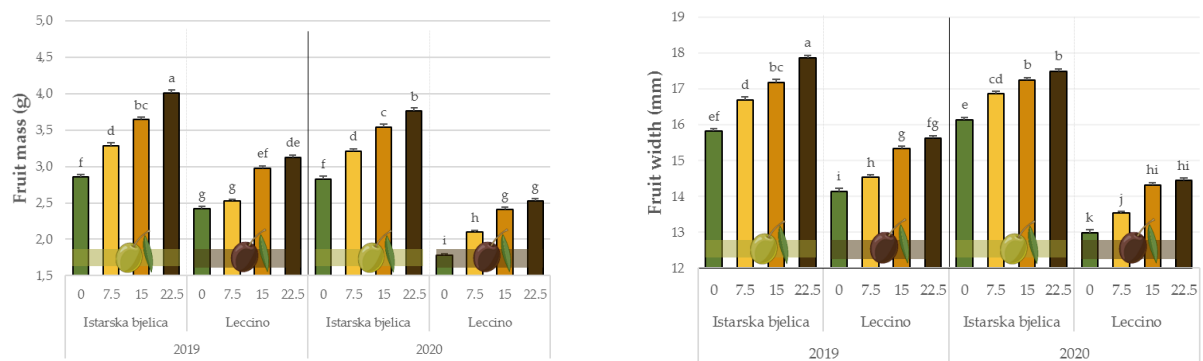 Fruit mass (g)
5,0
4,5
4,0
3,5
3,0
2,5
2,0
1,5
f d bc a g g ef de f d c b i h g g
0 7.5 15 22.5 0 7.5 15 22.5 0 7.5 15 22.5 0 7.5 15 22.5
Istarska bjelica Leccino Istarska bjelica Leccino
2019 2020
Fruit width (mm)
19
18
17
16
15
14
13
12
ef d bc a i h g fg e cd b b k j hi hi
0 7.5 15 22.5 0 7.5 15 22.5 0 7.5 15 22.5 0 7.5 15 22.5
Istarska bjelica Leccino Istarska bjelica Leccino
2019 2020